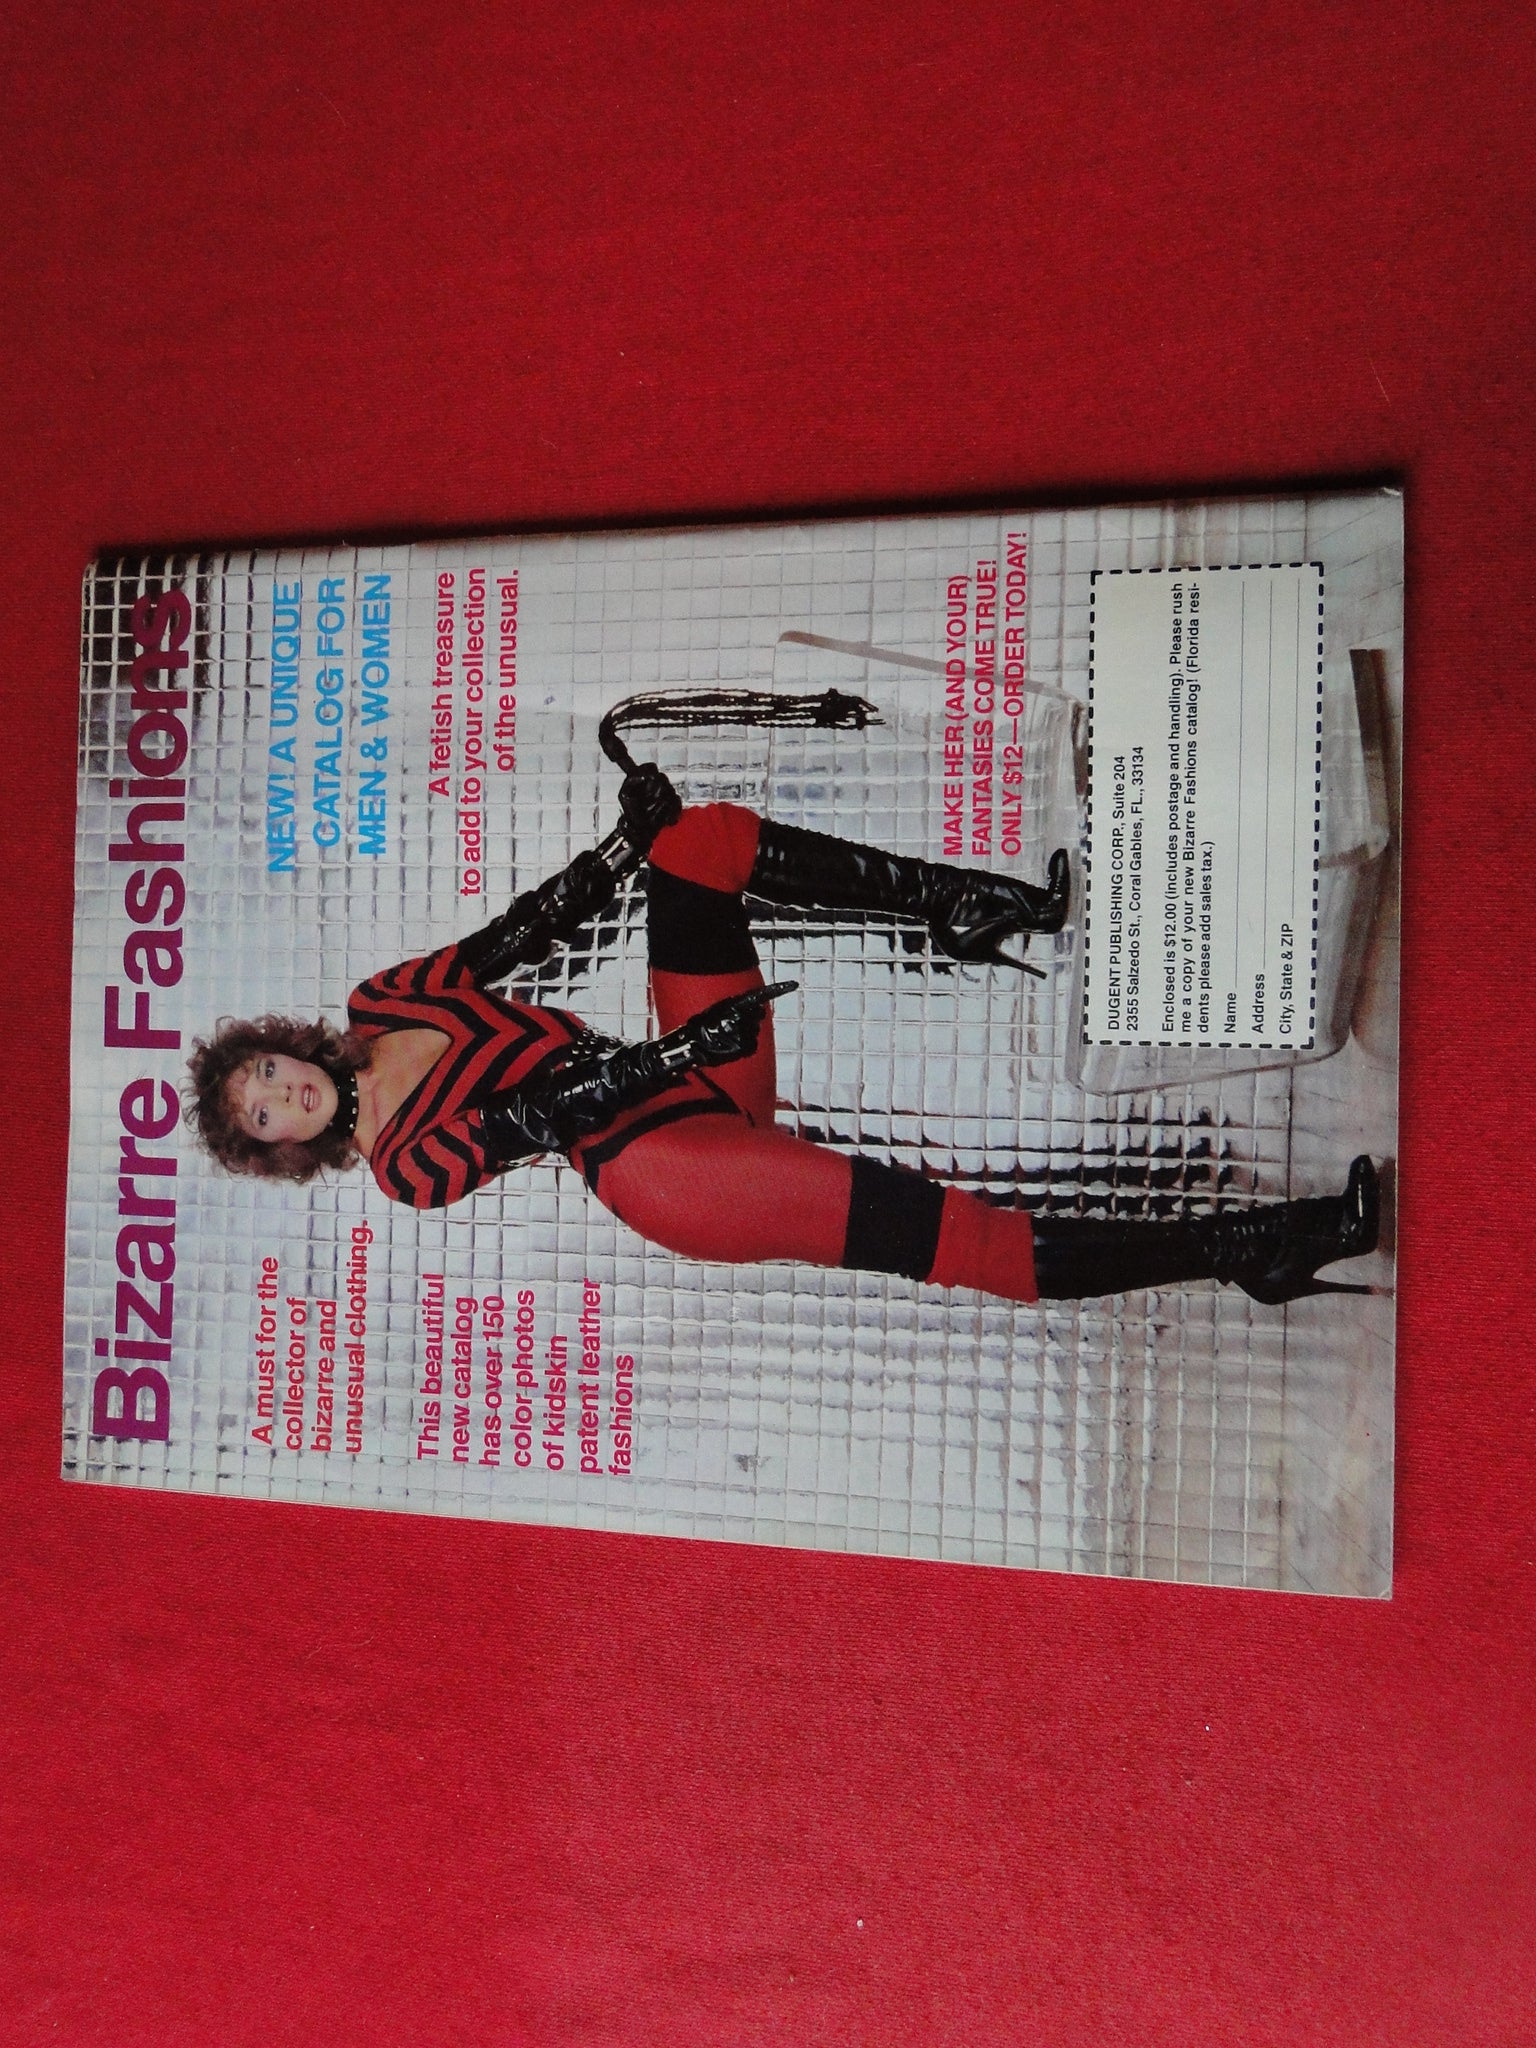 Bizarre Fashions
A must for the
collector of
bizarre and
unusual clothing.
This beautiful
new catalog
has over 150
color photos
of kidskin
patent leather
fashions
NEW! A UNIQUE
CATALOG FOR
MEN & WOMEN
A fetish treasure
to add to your collection
of the unusual.
MAKE HER (AND YOUR)
FANTASIES COME TRUE!
ONLY $12—ORDER TODAY!
DUGENT PUBLISHING CORP., Suite 204
2355 Salzedo St., Coral Gables, FL., 33134
Enclosed is $12.00 (includes postage and handling). Please rush
me a copy of your new Bizarre Fashions catalog! (Florida resi-
dents please add sales tax.)
Name
Address
City, State & ZIP